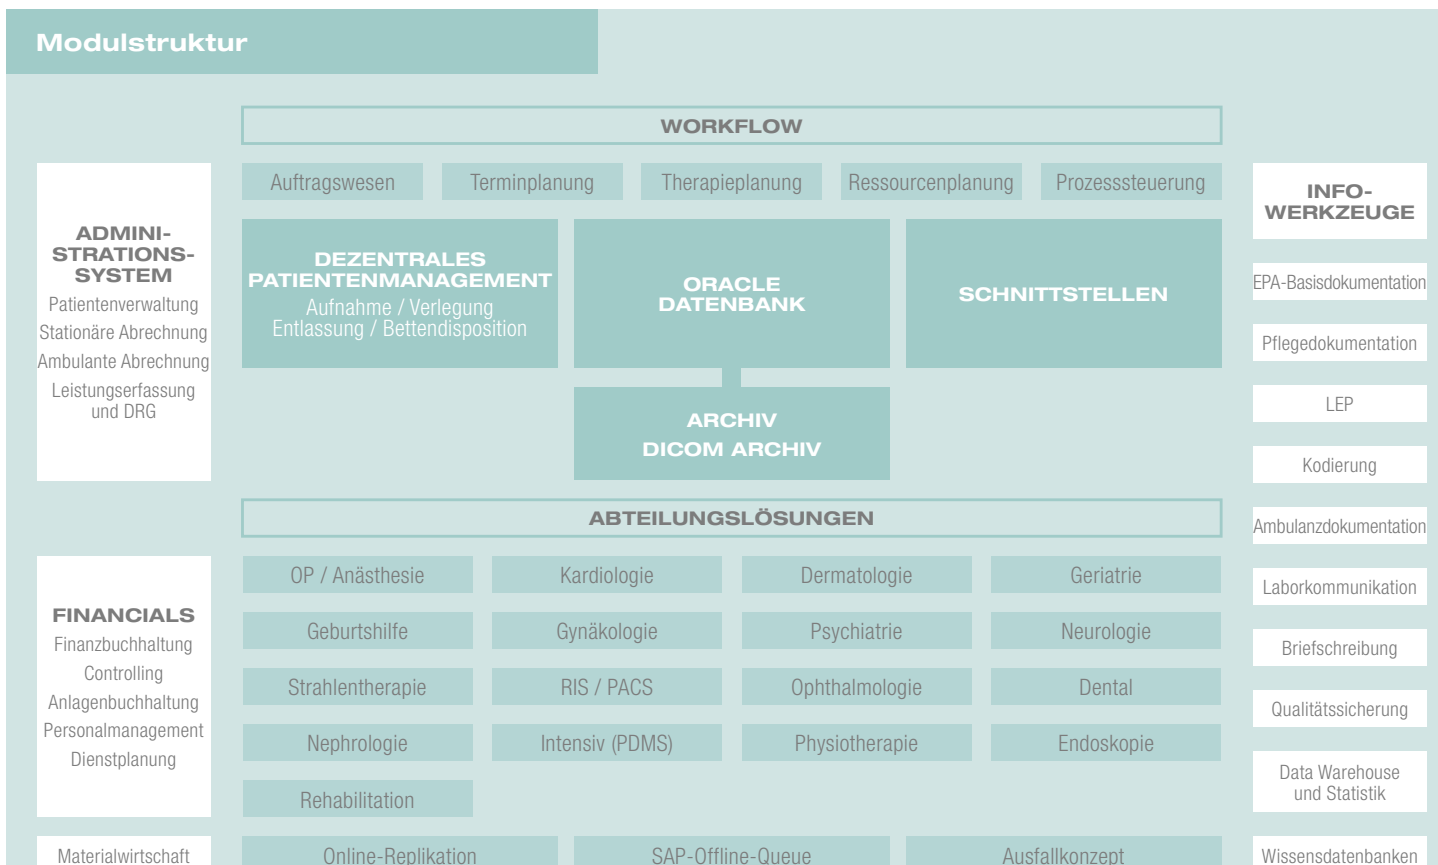 Modulstruktur
WORKFLOW
Auftragswesen
Terminplanung
Therapieplanung
Ressourcenplanung
Prozesssteuerung
ADMINI-
STRATIONS-
SYSTEM
Patientenverwaltung
Stationäre Abrechnung
Ambulante Abrechnung
Leistungserfassung
und DRG
DEZENTRALES
PATIENTENMANAGEMENT
Aufnahme / Verlegung
Entlassung / Bettendisposition
ORACLE
DATENBANK
SCHNITTSTELLEN
ARCHIV
DICOM ARCHIV
ABTEILUNGSLÖSUNGEN
OP / Anästhesie
Kardiologie
Dermatologie
Geriatrie
Geburtshilfe
Gynäkologie
Psychiatrie
Neurologie
Strahlentherapie
RIS / PACS
Ophthalmologie
Dental
Nephrologie
Intensiv (PDMS)
Physiotherapie
Endoskopie
Rehabilitation
FINANCIALS
Finanzbuchhaltung
Controlling
Anlagenbuchhaltung
Personalmanagement
Dienstplanung
Materialwirtschaft
Online-Replikation
SAP-Offline-Queue
Ausfallkonzept
INFO-
WERKZEUGE
EPA-Basisdokumentation
Pflegedokumentation
LEP
Kodierung
Ambulanzdokumentation
Laborkommunikation
Briefschreibung
Qualitätssicherung
Data Warehouse
und Statistik
Wissensdatenbanken